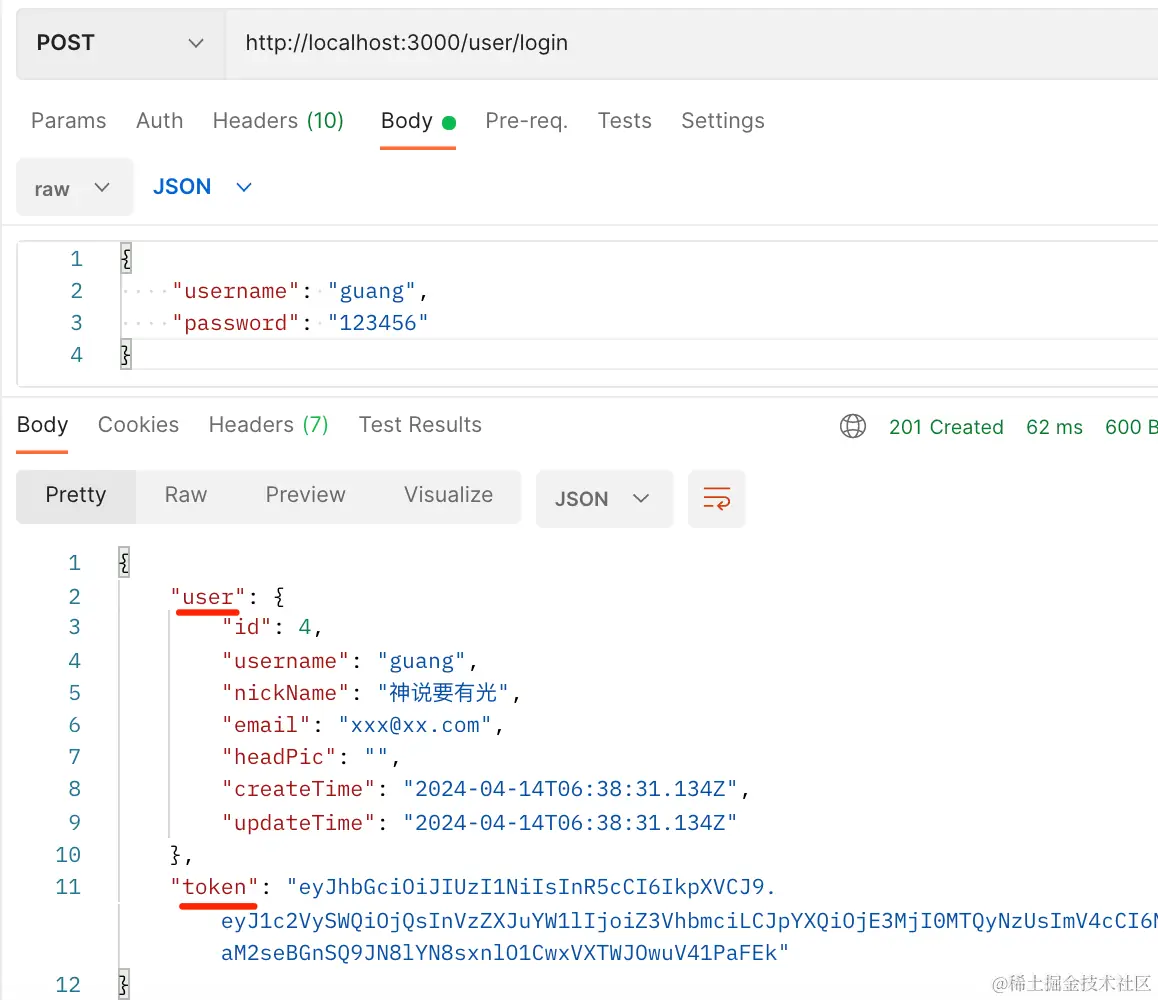 POST http://localhost:3000/user/login
Params Auth Headers (10) Body Pre-req. Tests Settings
raw JSON
1 {
2 "username": "guang",
3 "password": "123456"
4 }
Body Cookies Headers (7) Test Results 201 Created 62 ms 600 B
Pretty Raw Preview Visualize JSON
1 {
2 "user": {
3 "id": 4,
4 "username": "guang",
5 "nickName": "神说要有光",
6 "email": "xxx@xx.com",
7 "headPic": "",
8 "createTime": "2024-04-14T06:38:31.134Z",
9 "updateTime": "2024-04-14T06:38:31.134Z"
10 },
11 "token": "eyJhbGciOiJIUzI1NiIsInR5cCI6IkpXVCJ9.
eyJ1c2VySWQiOjQsInVzZXJuYW1lIjoiZ3VhbmciLCJpYXQiOjE3MjI0MTQyNzUsImV4cCI6M
aM2seBGnSQ9JN8lYN8sxnlO1CwxVXTWJOwuV41PaFEk"
12 }
@稀土掘金技术社区